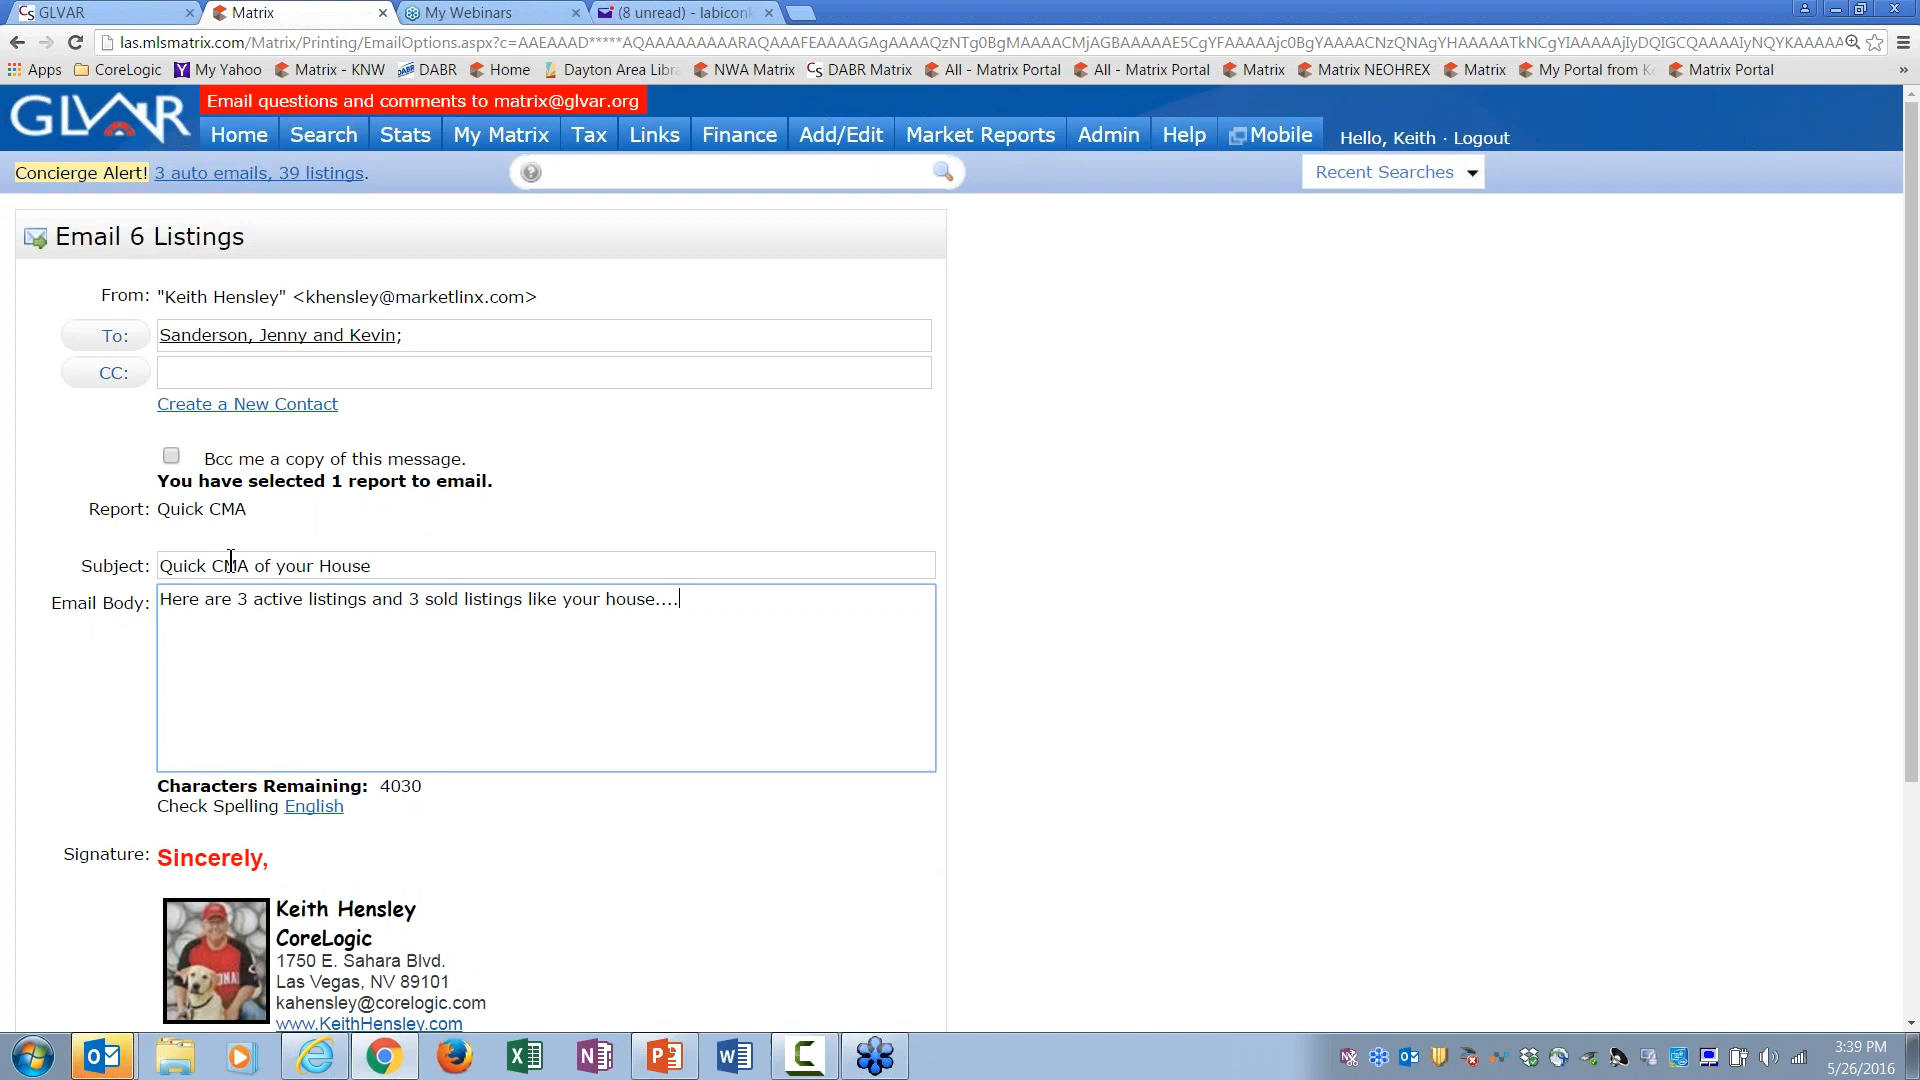 GLVAR
Matrix
My Webinars
(8 unread) - labiconk
las.mlsmatrix.com/Matrix/Printing/EmailOptions.aspx?c=
Apps
CoreLogic
My Yahoo
Matrix - KNW
DABR
Home
Dayton Area Libra
NWA Matrix
DABR Matrix
All - Matrix Portal
All - Matrix Portal
Matrix
Matrix NEOHREX
Matrix
My Portal from K
Matrix Portal
»
GLVAR
Email questions and comments to matrix@glvar.org
Home Search Stats My Matrix Tax Links Finance Add/Edit Market Reports Admin Help Mobile
Hello, Keith · Logout
Concierge Alert! 3 auto emails, 39 listings.
Recent Searches
Email 6 Listings
From: "Keith Hensley" <khensley@marketlinx.com>
To: Sanderson, Jenny and Kevin;
CC:
Create a New Contact
Bcc me a copy of this message.
You have selected 1 report to email.
Report: Quick CMA
Subject: Quick CMA of your House
Email Body: Here are 3 active listings and 3 sold listings like your house....
Characters Remaining: 4030
Check Spelling English
Signature: Sincerely,
Keith Hensley
CoreLogic
1750 E. Sahara Blvd.
Las Vegas, NV 89101
kahensley@corelogic.com
www.KeithHensley.com
3:39 PM
5/26/2016